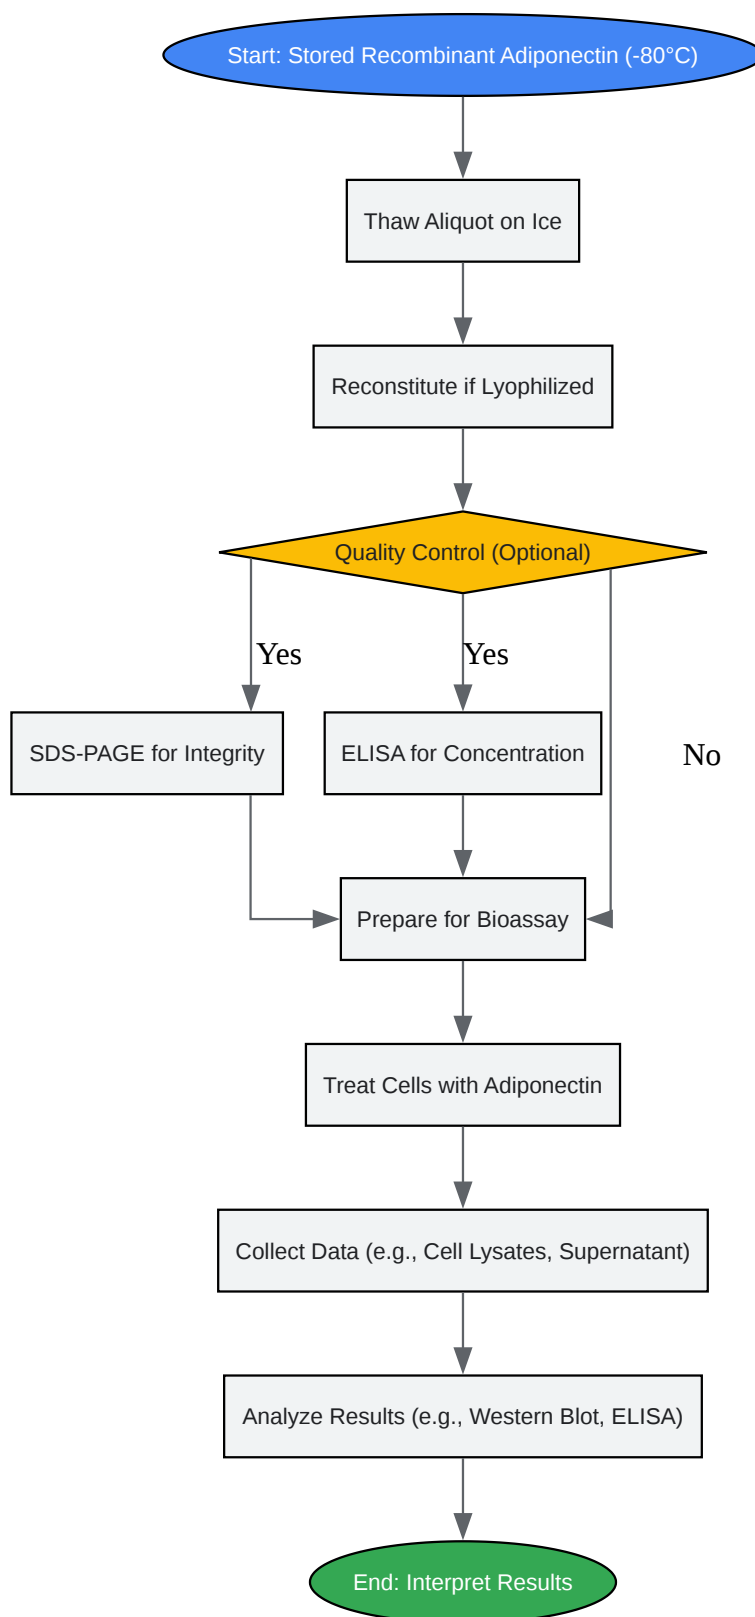 Start: Stored Recombinant Adiponectin (-80°C)
Thaw Aliquot on Ice
Reconstitute if Lyophilized
Quality Control (Optional)
Yes
Yes
SDS-PAGE for Integrity
ELISA for Concentration
No
Prepare for Bioassay
Treat Cells with Adiponectin
Collect Data (e.g., Cell Lysates, Supernatant)
Analyze Results (e.g., Western Blot, ELISA)
End: Interpret Results